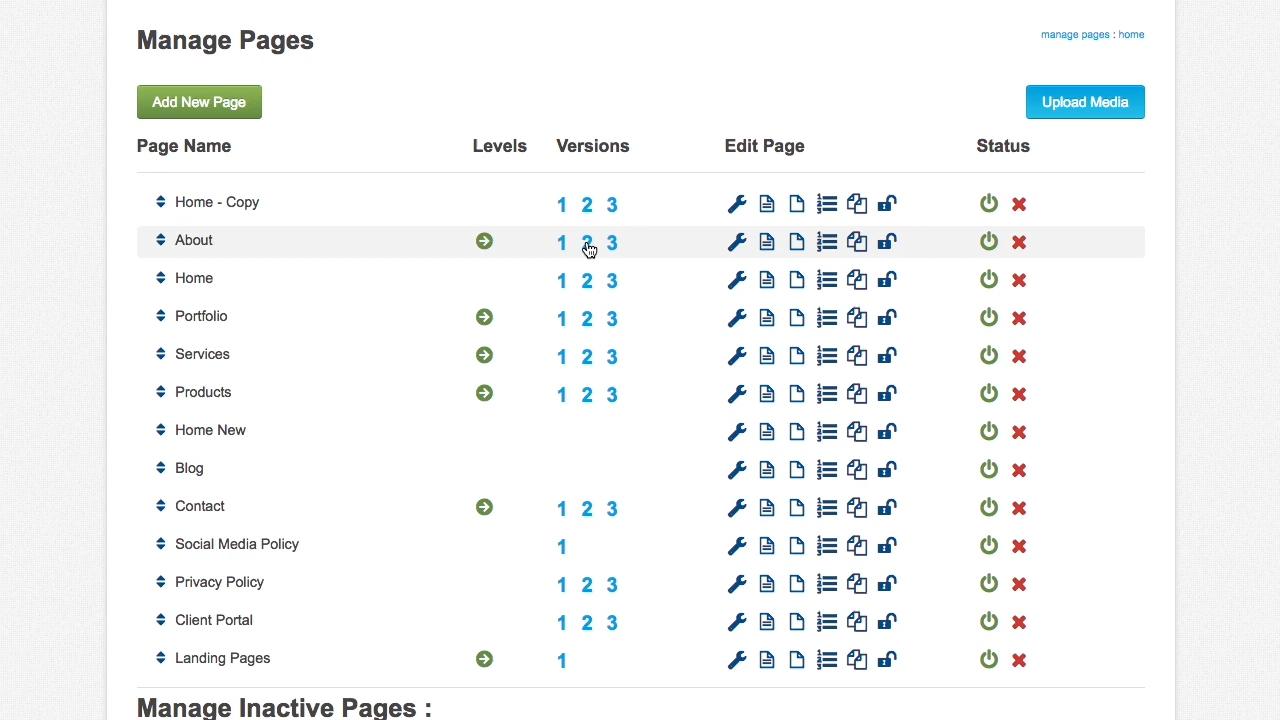 Manage Pages
manage pages : home
Add New Page
Upload Media
Page Name Levels Versions Edit Page Status
Home - Copy 1 2 3
About 1 2 3
Home 1 2 3
Portfolio 1 2 3
Services 1 2 3
Products 1 2 3
Home New
Blog
Contact 1 2 3
Social Media Policy 1
Privacy Policy 1 2 3
Client Portal 1 2 3
Landing Pages 1
Manage Inactive Pages :